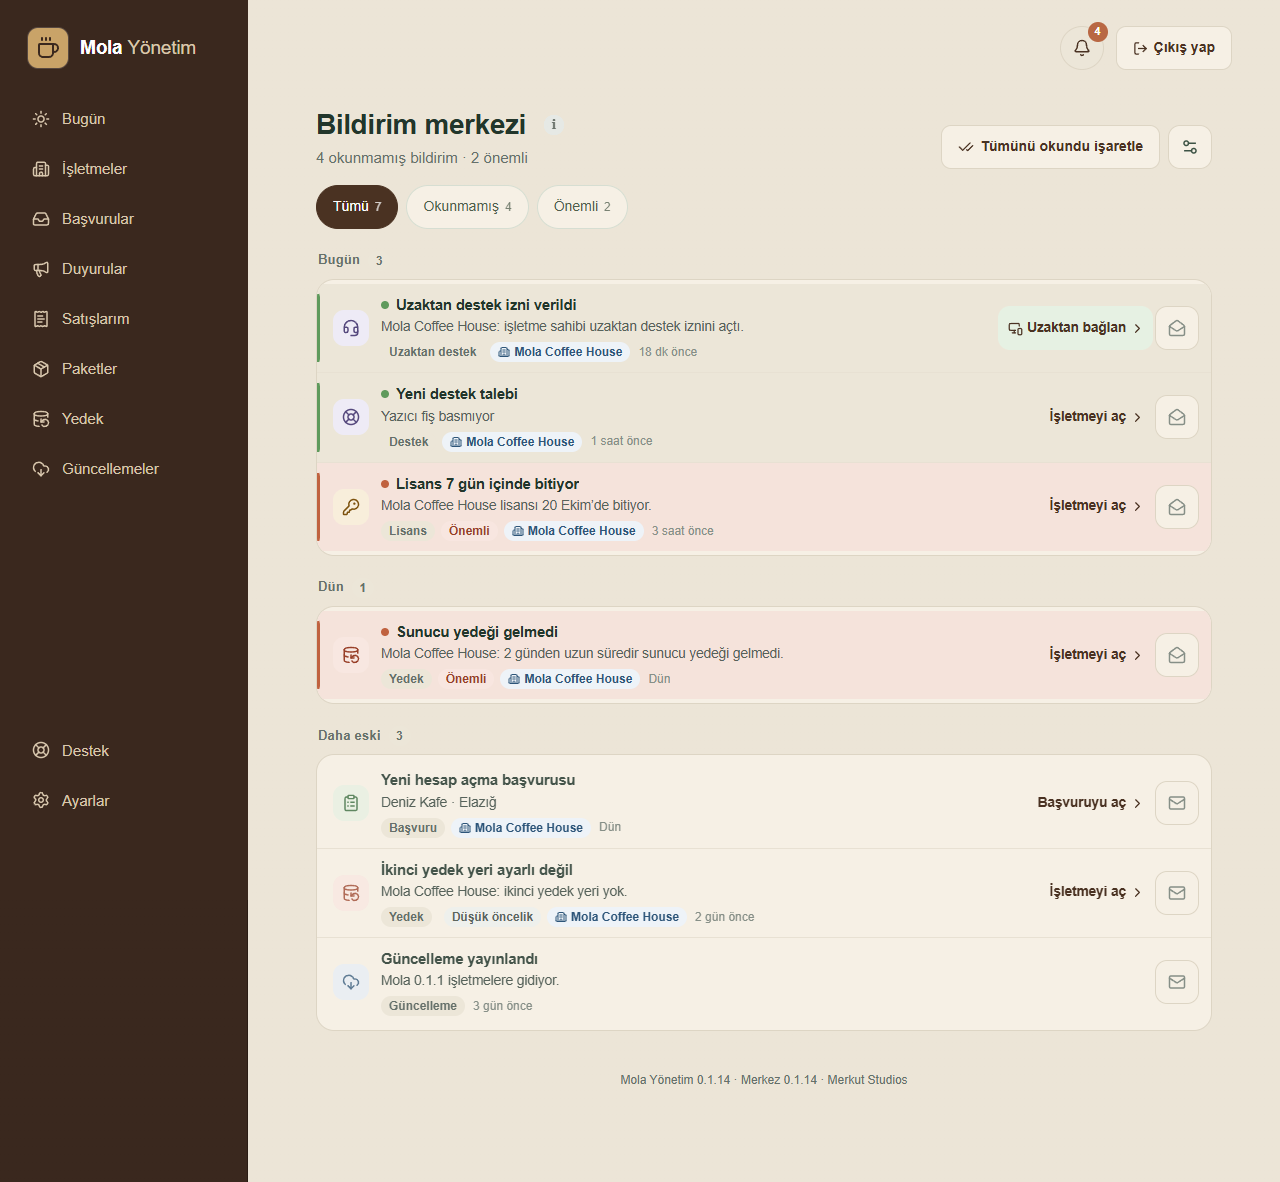 Mola Yönetim
Bugün
İşletmeler
Başvurular
Duyurular
Satışlarım
Paketler
Yedek
Güncellemeler
Destek
Ayarlar
4
Çıkış yap
Bildirim merkezi i
4 okunmamış bildirim · 2 önemli
Tümünü okundu işaretle
Tümü 7
Okunmamış 4
Önemli 2
Bugün 3
Uzaktan destek izni verildi
Mola Coffee House: işletme sahibi uzaktan destek iznini açtı.
Uzaktan destek Mola Coffee House 18 dk önce
Uzaktan bağlan
Yeni destek talebi
Yazıcı fiş basmıyor
Destek Mola Coffee House 1 saat önce
İşletmeyi aç
Lisans 7 gün içinde bitiyor
Mola Coffee House lisansı 20 Ekim'de bitiyor.
Lisans Önemli Mola Coffee House 3 saat önce
İşletmeyi aç
Dün 1
Sunucu yedeği gelmedi
Mola Coffee House: 2 günden uzun süredir sunucu yedeği gelmedi.
Yedek Önemli Mola Coffee House Dün
İşletmeyi aç
Daha eski 3
Yeni hesap açma başvurusu
Deniz Kafe · Elazığ
Başvuru Mola Coffee House Dün
Başvuruyu aç
İkinci yedek yeri ayarlı değil
Mola Coffee House: ikinci yedek yeri yok.
Yedek Düşük öncelik Mola Coffee House 2 gün önce
İşletmeyi aç
Güncelleme yayınlandı
Mola 0.1.1 işletmelere gidiyor.
Güncelleme 3 gün önce
Mola Yönetim 0.1.14 · Merkez 0.1.14 · Merkut Studios